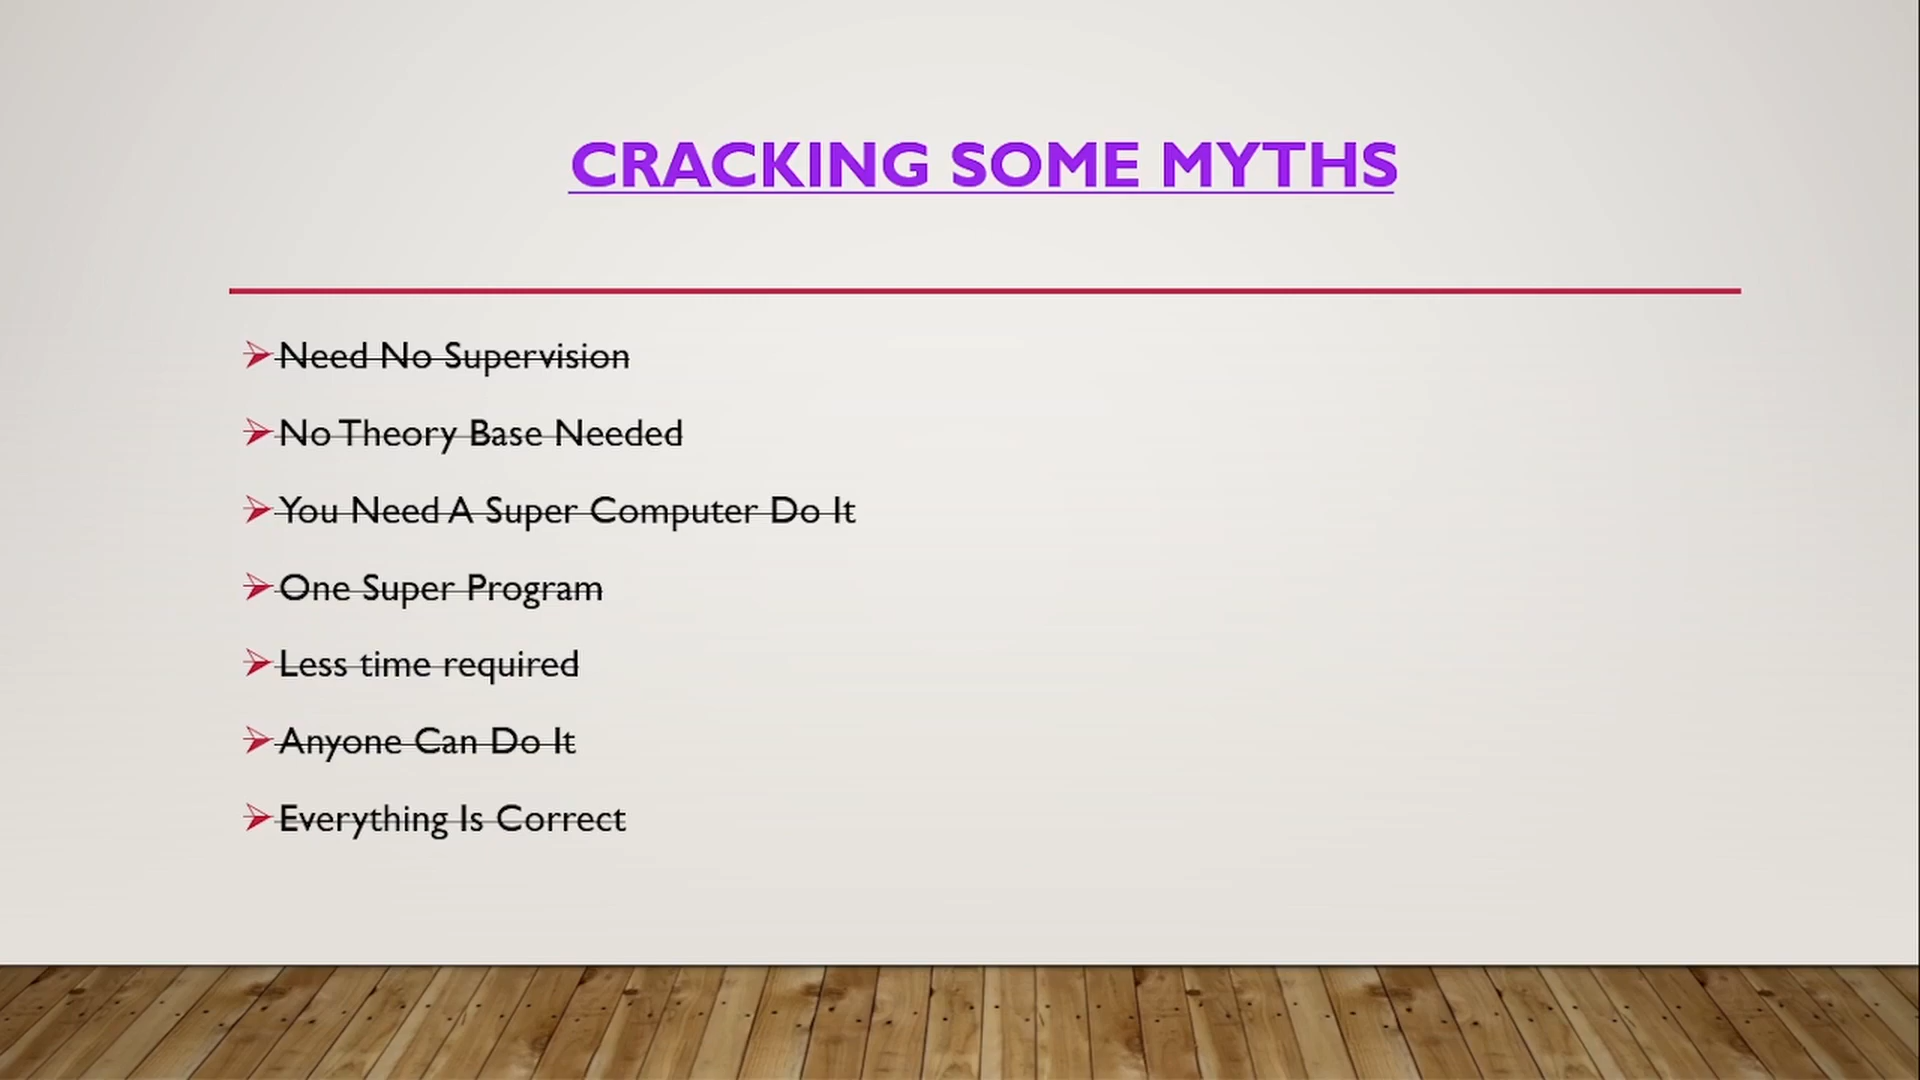 CRACKING SOME MYTHS
Need No Supervision
No Theory Base Needed
You Need A Super Computer Do It
One Super Program
Less time required
Anyone Can Do It
Everything Is Correct